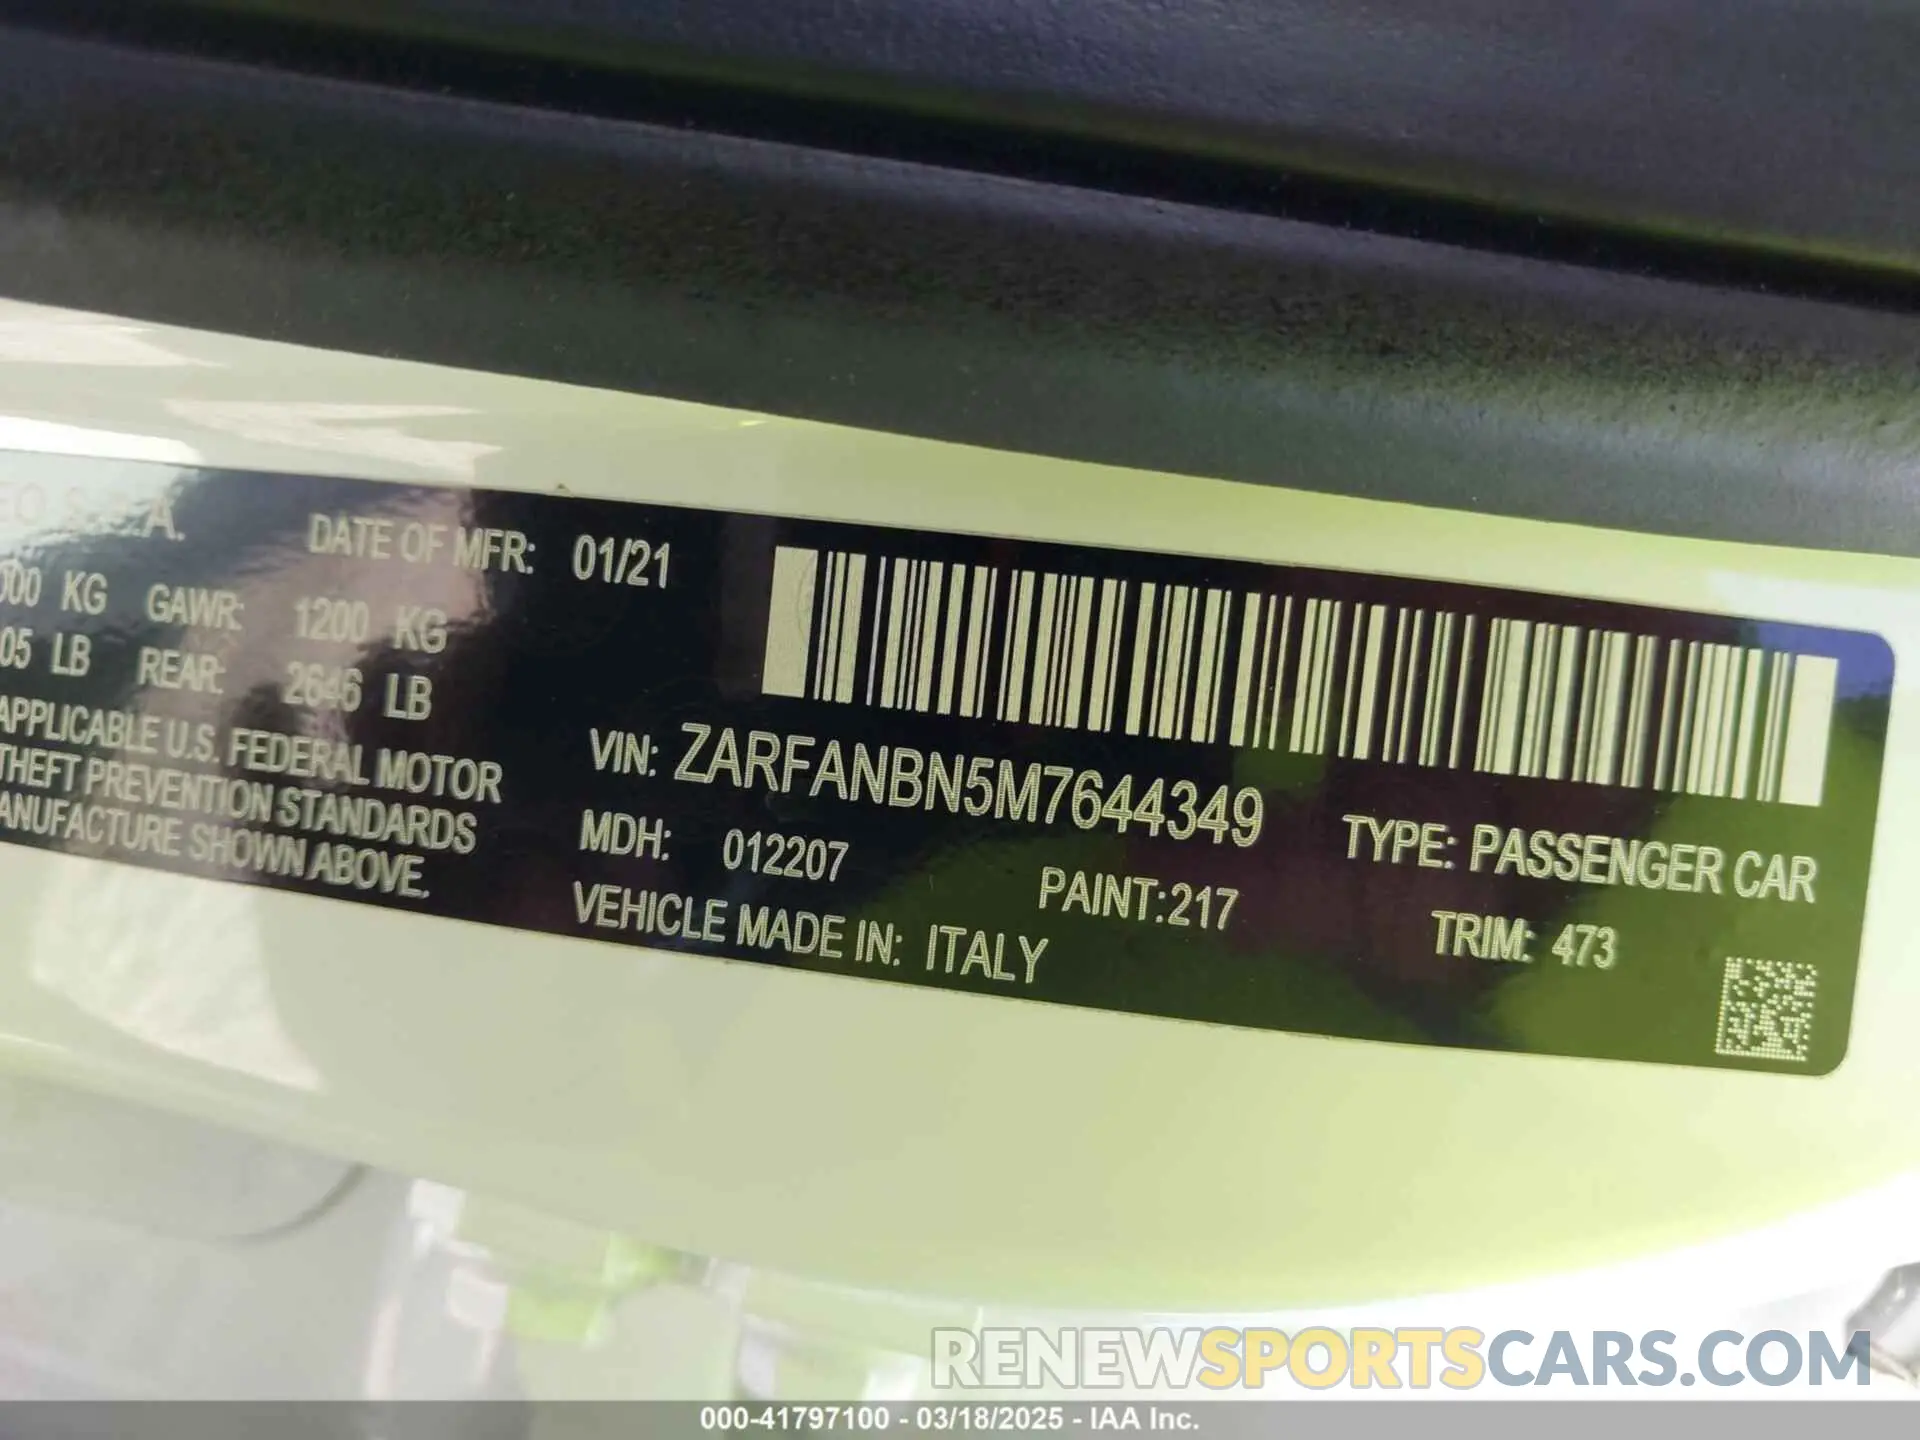 S.p.A.
DATE OF MFR: 01/21
KG GAWR: 1200 KG
05 LB REAR: 2646 LB
APPLICABLE U.S. FEDERAL MOTOR
THEFT PREVENTION STANDARDS
ANUFACTURE SHOWN ABOVE.
VIN: ZARFANBN5M7644349
MDH: 012207
PAINT:217
TYPE: PASSENGER CAR
TRIM: 473
VEHICLE MADE IN: ITALY
RENEWSPORTSCARS.COM
000-41797100 - 03/18/2025 - IAA Inc.